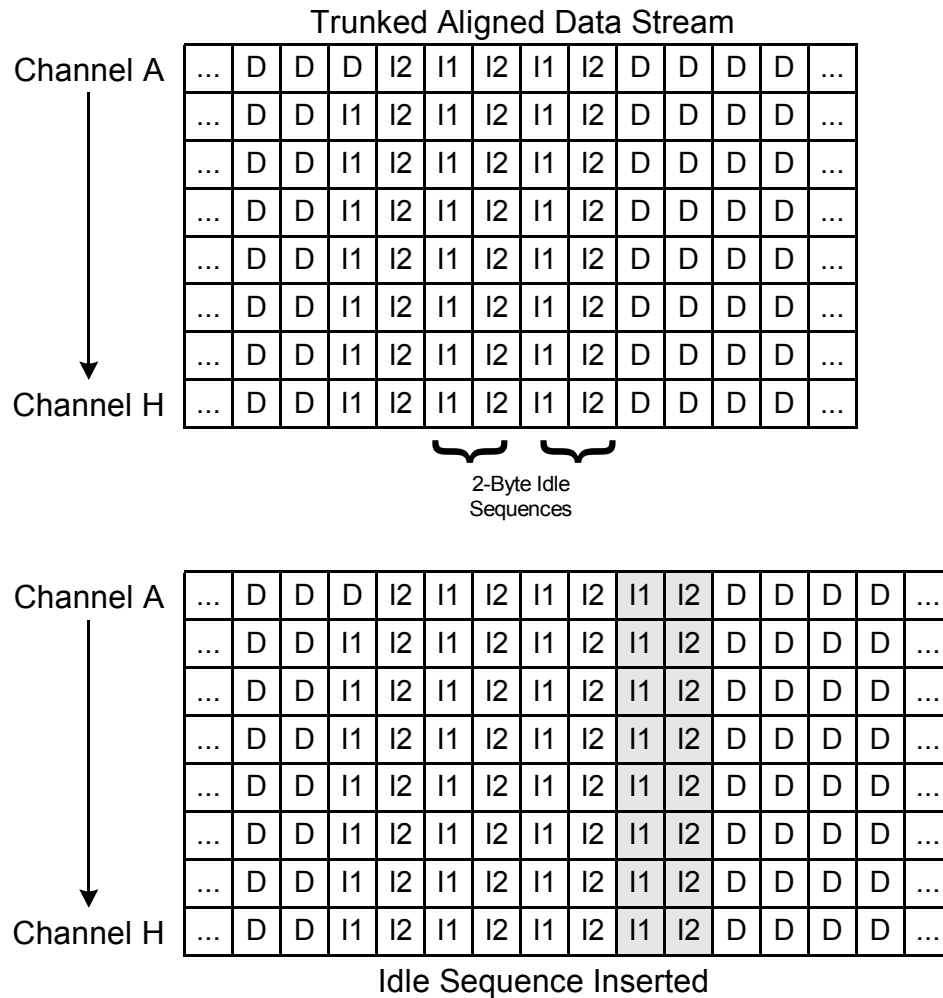 Trunked Aligned Data Stream
Channel A ... D D D I2 I1 I2 I1 I2 D D D D ...
... D D I1 I2 I1 I2 I1 I2 D D D D ...
... D D I1 I2 I1 I2 I1 I2 D D D D ...
... D D I1 I2 I1 I2 I1 I2 D D D D ...
... D D I1 I2 I1 I2 I1 I2 D D D D ...
... D D I1 I2 I1 I2 I1 I2 D D D D ...
... D D I1 I2 I1 I2 I1 I2 D D D D ...
Channel H ... D D I1 I2 I1 I2 I1 I2 D D D D ...
2-Byte Idle
Sequences
Channel A ... D D D I2 I1 I2 I1 I2 I1 I2 D D D D ...
... D D I1 I2 I1 I2 I1 I2 I1 I2 D D D D ...
... D D I1 I2 I1 I2 I1 I2 I1 I2 D D D D ...
... D D I1 I2 I1 I2 I1 I2 I1 I2 D D D D ...
... D D I1 I2 I1 I2 I1 I2 I1 I2 D D D D ...
... D D I1 I2 I1 I2 I1 I2 I1 I2 D D D D ...
... D D I1 I2 I1 I2 I1 I2 I1 I2 D D D D ...
Channel H ... D D I1 I2 I1 I2 I1 I2 I1 I2 D D D D ...
Idle Sequence Inserted